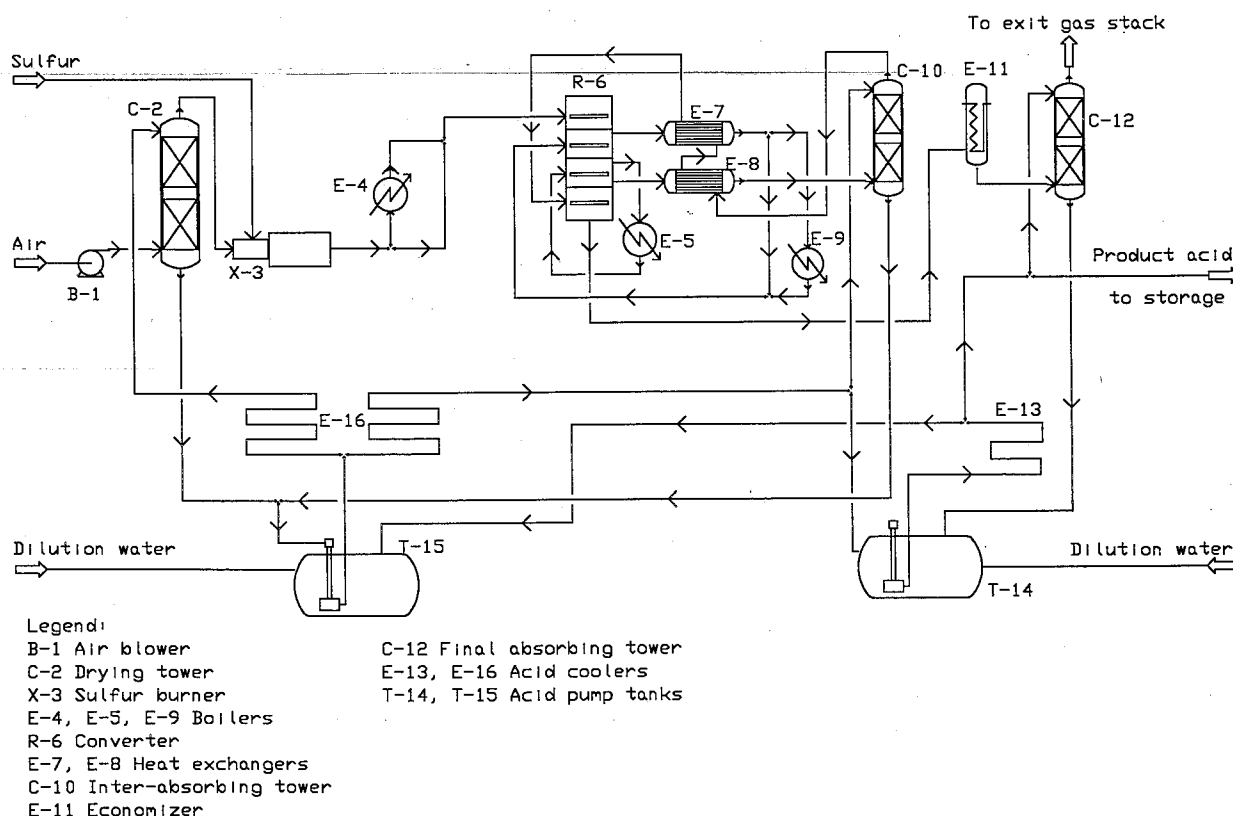 To exit gas stack
Sulfur
C-10
E-11
R-6
C-2
E-7
C-12
E-8
E-4
Air
E-5
E-9
X-3
Product acid
B-1
to storage
E-16
E-13
Dilution water
T-15
Dilution water
T-14
Legend:
B-1 Air blower
C-2 Drying tower
X-3 Sulfur burner
E-4, E-5, E-9 Boilers
R-6 Converter
E-7, E-8 Heat exchangers
C-10 Inter-absorbing tower
E-11 Economizer
C-12 Final absorbing tower
E-13, E-16 Acid coolers
T-14, T-15 Acid pump tanks